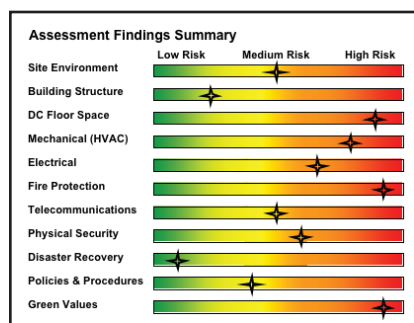 Assessment Findings Summary
Low Risk Medium Risk High Risk
Site Environment
Building Structure
DC Floor Space
Mechanical (HVAC)
Electrical
Fire Protection
Telecommunications
Physical Security
Disaster Recovery
Policies & Procedures
Green Values